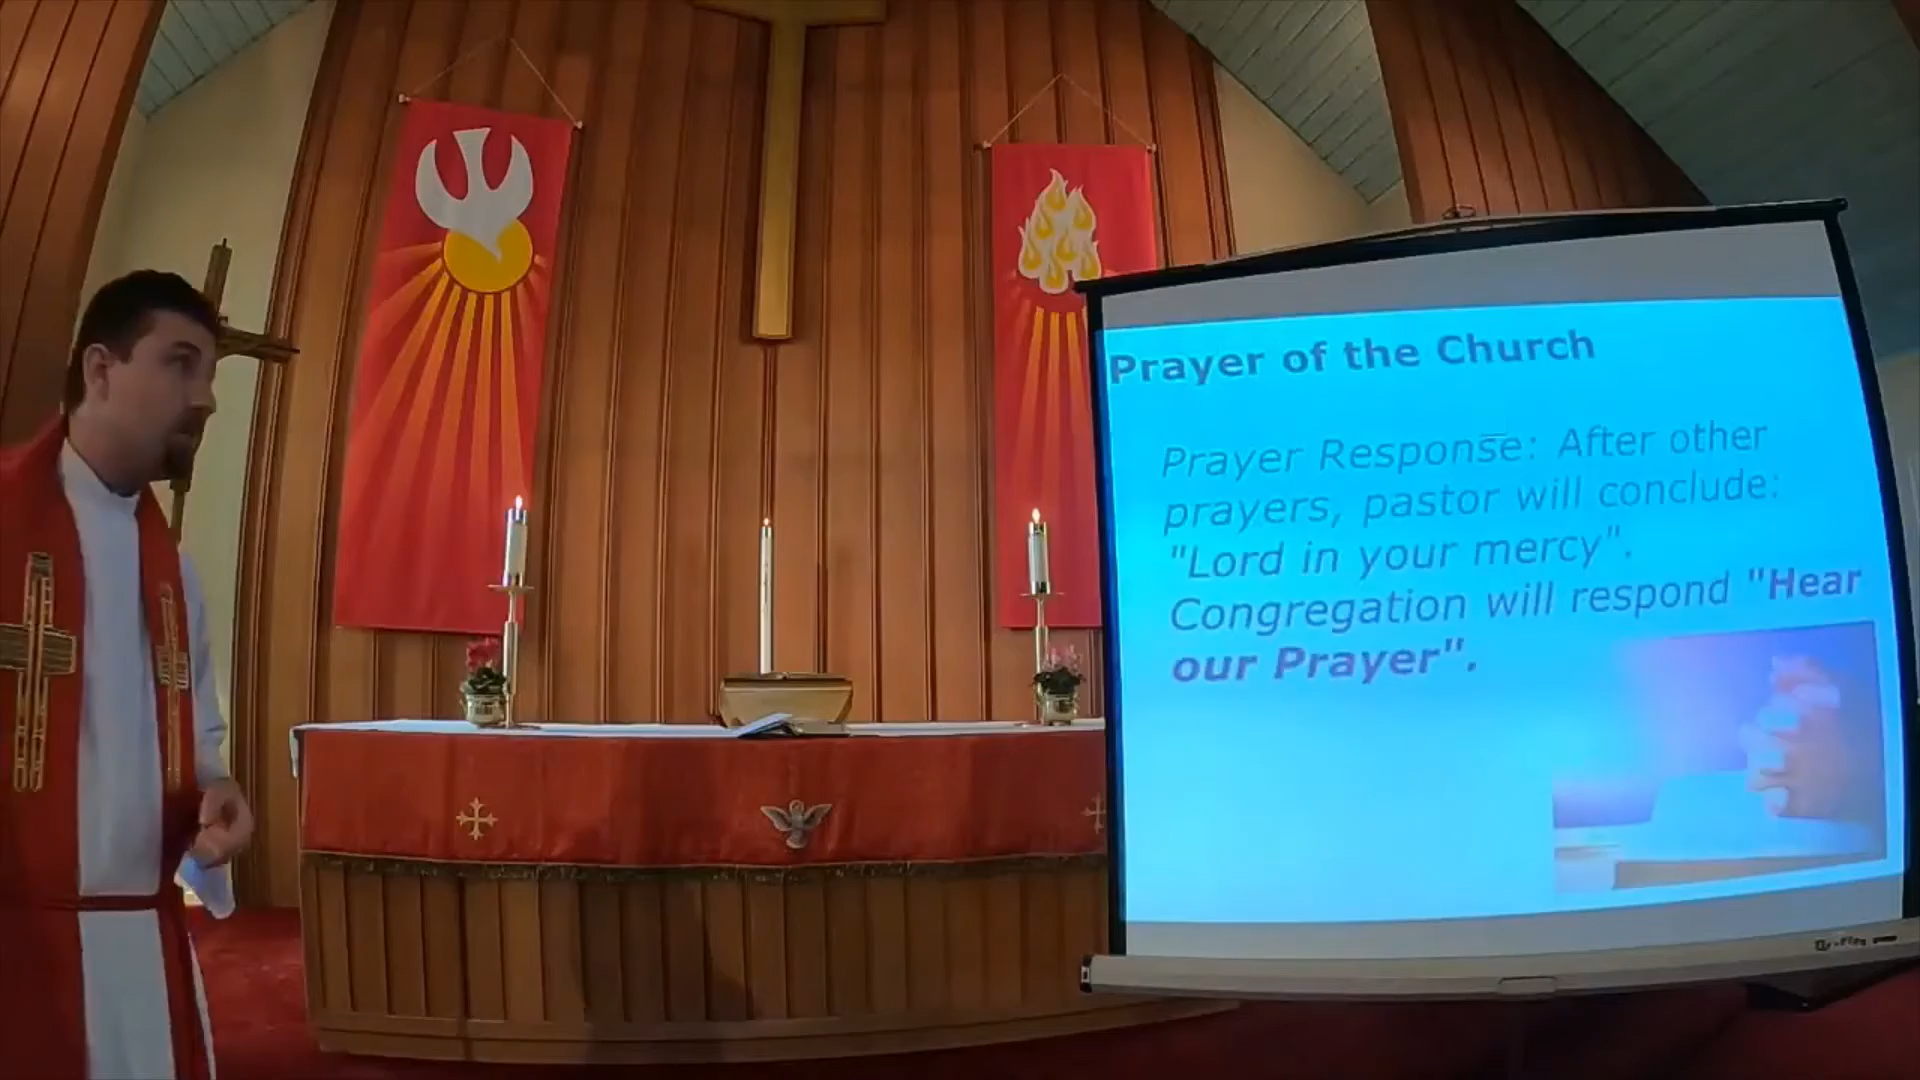 Prayer of the Church
Prayer Response: After other
prayers, pastor will conclude:
"Lord in your mercy".
Congregation will respond "Hear
our Prayer".